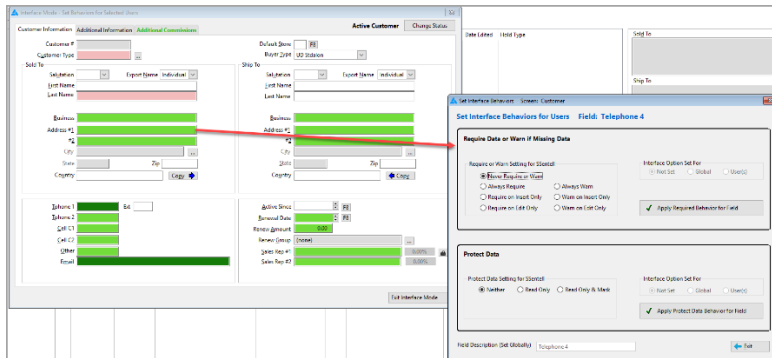 Interface Mode - Set Behaviors for Selected Users
Customer Information Additional Information Additional Commissions
Active Customer Change Status
Customer #
Customer Type ...
Default Store F8
Buyer Type
Sold To
Salutation Export Name Individual
First Name
Last Name
Business
Address #1
#2
City ...
State Zip
Country Copy
Ship To
Salutation Export Name Individual
First Name
Last Name
Business
Address #1
#2
City ...
State Zip
Country Copy
Tphone 1 Ext
Tphone 2
Cell C1
Cell C2
Other
Email
Active Since F8
Renewal Date F8
Renew Amount 0.00
Renew Group (none) ...
Sales Rep #1 0.00%
Sales Rep #2 0.00%
Exit Interface Mode
Date Edited Field Type
Sold To
Ship To
Set Interface Behaviors Screen: Customer
Set Interface Behaviors for Users Field: Telephone 4
Require Data or Warn if Missing Data
Require or Warn Setting for SSentell
Never Require or Warn
Always Require Always Warn
Require on Insert Only Warn on Insert Only
Require on Edit Only Warn on Edit Only
Interface Option Set For
Not Set Global User(s)
Apply Required Behavior for Field
Protect Data
Protect Data Setting for SSentell
Neither Read Only Read Only & Mask
Interface Option Set For
Not Set Global User(s)
Apply Protect Data Behavior for Field
Field Description (Set Globally) Telephone 4
Exit